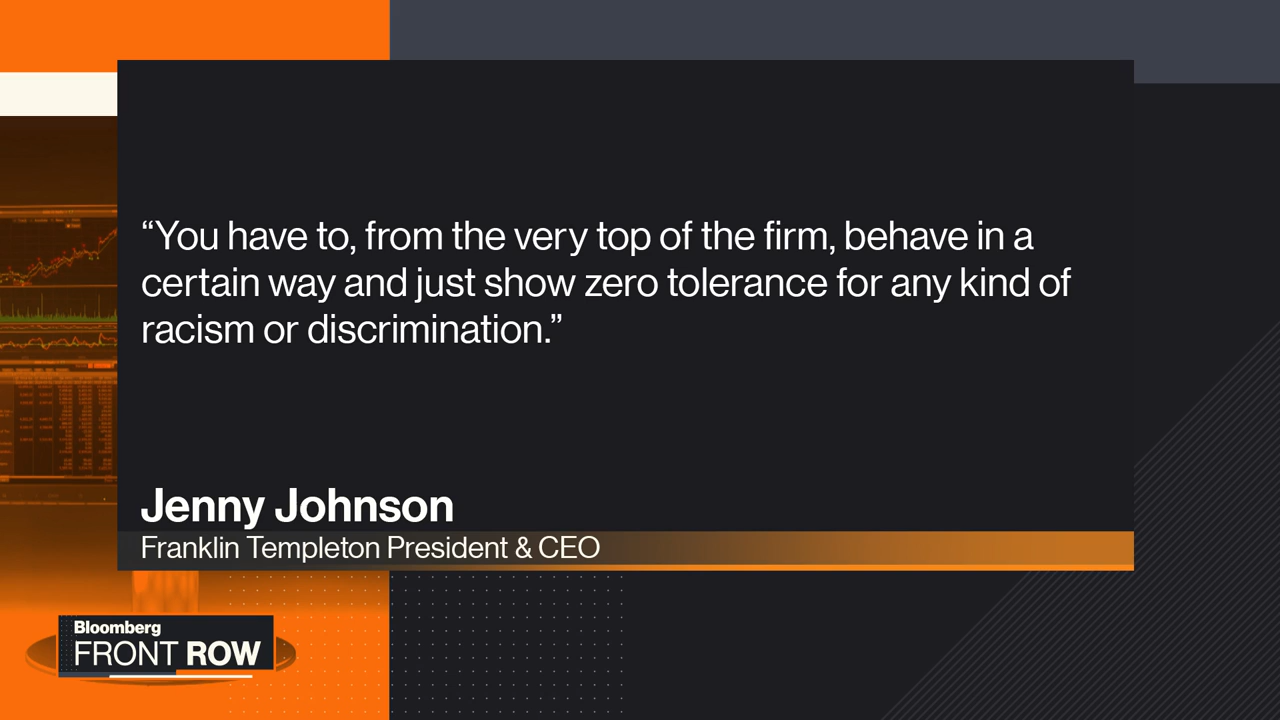 “You have to, from the very top of the firm, behave in a
certain way and just show zero tolerance for any kind of
racism or discrimination.”
Jenny Johnson
Franklin Templeton President & CEO
Bloomberg
FRONT ROW